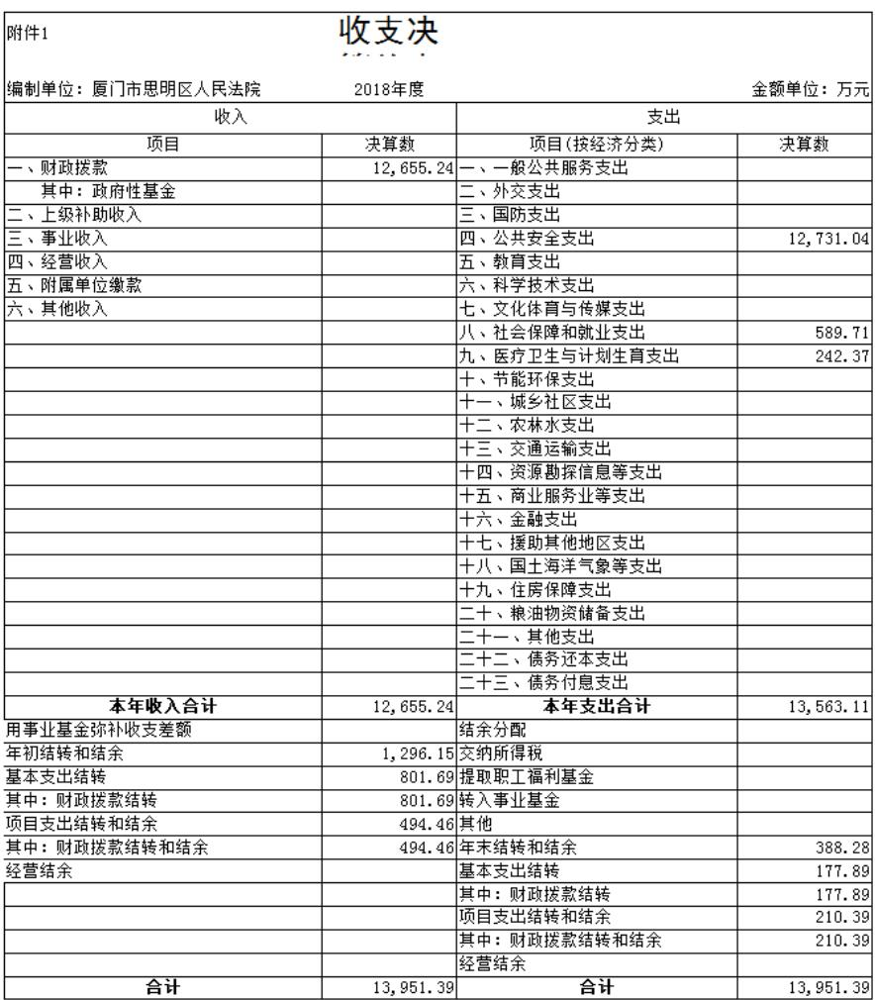 附件1
收支决
编制单位：厦门市思明区人民法院 2018年度 金额单位：万元
收入 支出
项目 决算数 项目(按经济分类) 决算数
一、财政拨款 12,655.24 一、一般公共服务支出
其中：政府性基金 二、外交支出
二、上级补助收入 三、国防支出
三、事业收入 四、公共安全支出 12,731.04
四、经营收入 五、教育支出
五、附属单位缴款 六、科学技术支出
六、其他收入 七、文化体育与传媒支出
八、社会保障和就业支出 589.71
九、医疗卫生与计划生育支出 242.37
十、节能环保支出
十一、城乡社区支出
十二、农林水支出
十三、交通运输支出
十四、资源勘探信息等支出
十五、商业服务业等支出
十六、金融支出
十七、援助其他地区支出
十八、国土海洋气象等支出
十九、住房保障支出
二十、粮油物资储备支出
二十一、其他支出
二十二、债务还本支出
二十三、债务付息支出
本年收入合计 12,655.24 本年支出合计 13,563.11
用事业基金弥补收支差额 结余分配
年初结转和结余 1,296.15 交纳所得税
基本支出结转 801.69 提取职工福利基金
其中：财政拨款结转 801.69 转入事业基金
项目支出结转和结余 494.46 其他
其中：财政拨款结转和结余 494.46 年末结转和结余 388.28
经营结余 基本支出结转 177.89
其中：财政拨款结转 177.89
项目支出结转和结余 210.39
其中：财政拨款结转和结余 210.39
经营结余
合计 13,951.39 合计 13,951.39